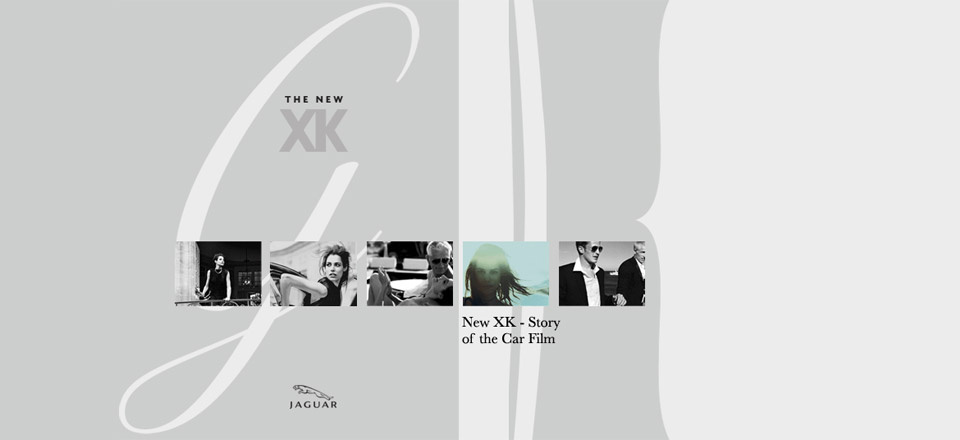 THE NEW
XK
New XK - Story
of the Car Film
JAGUAR